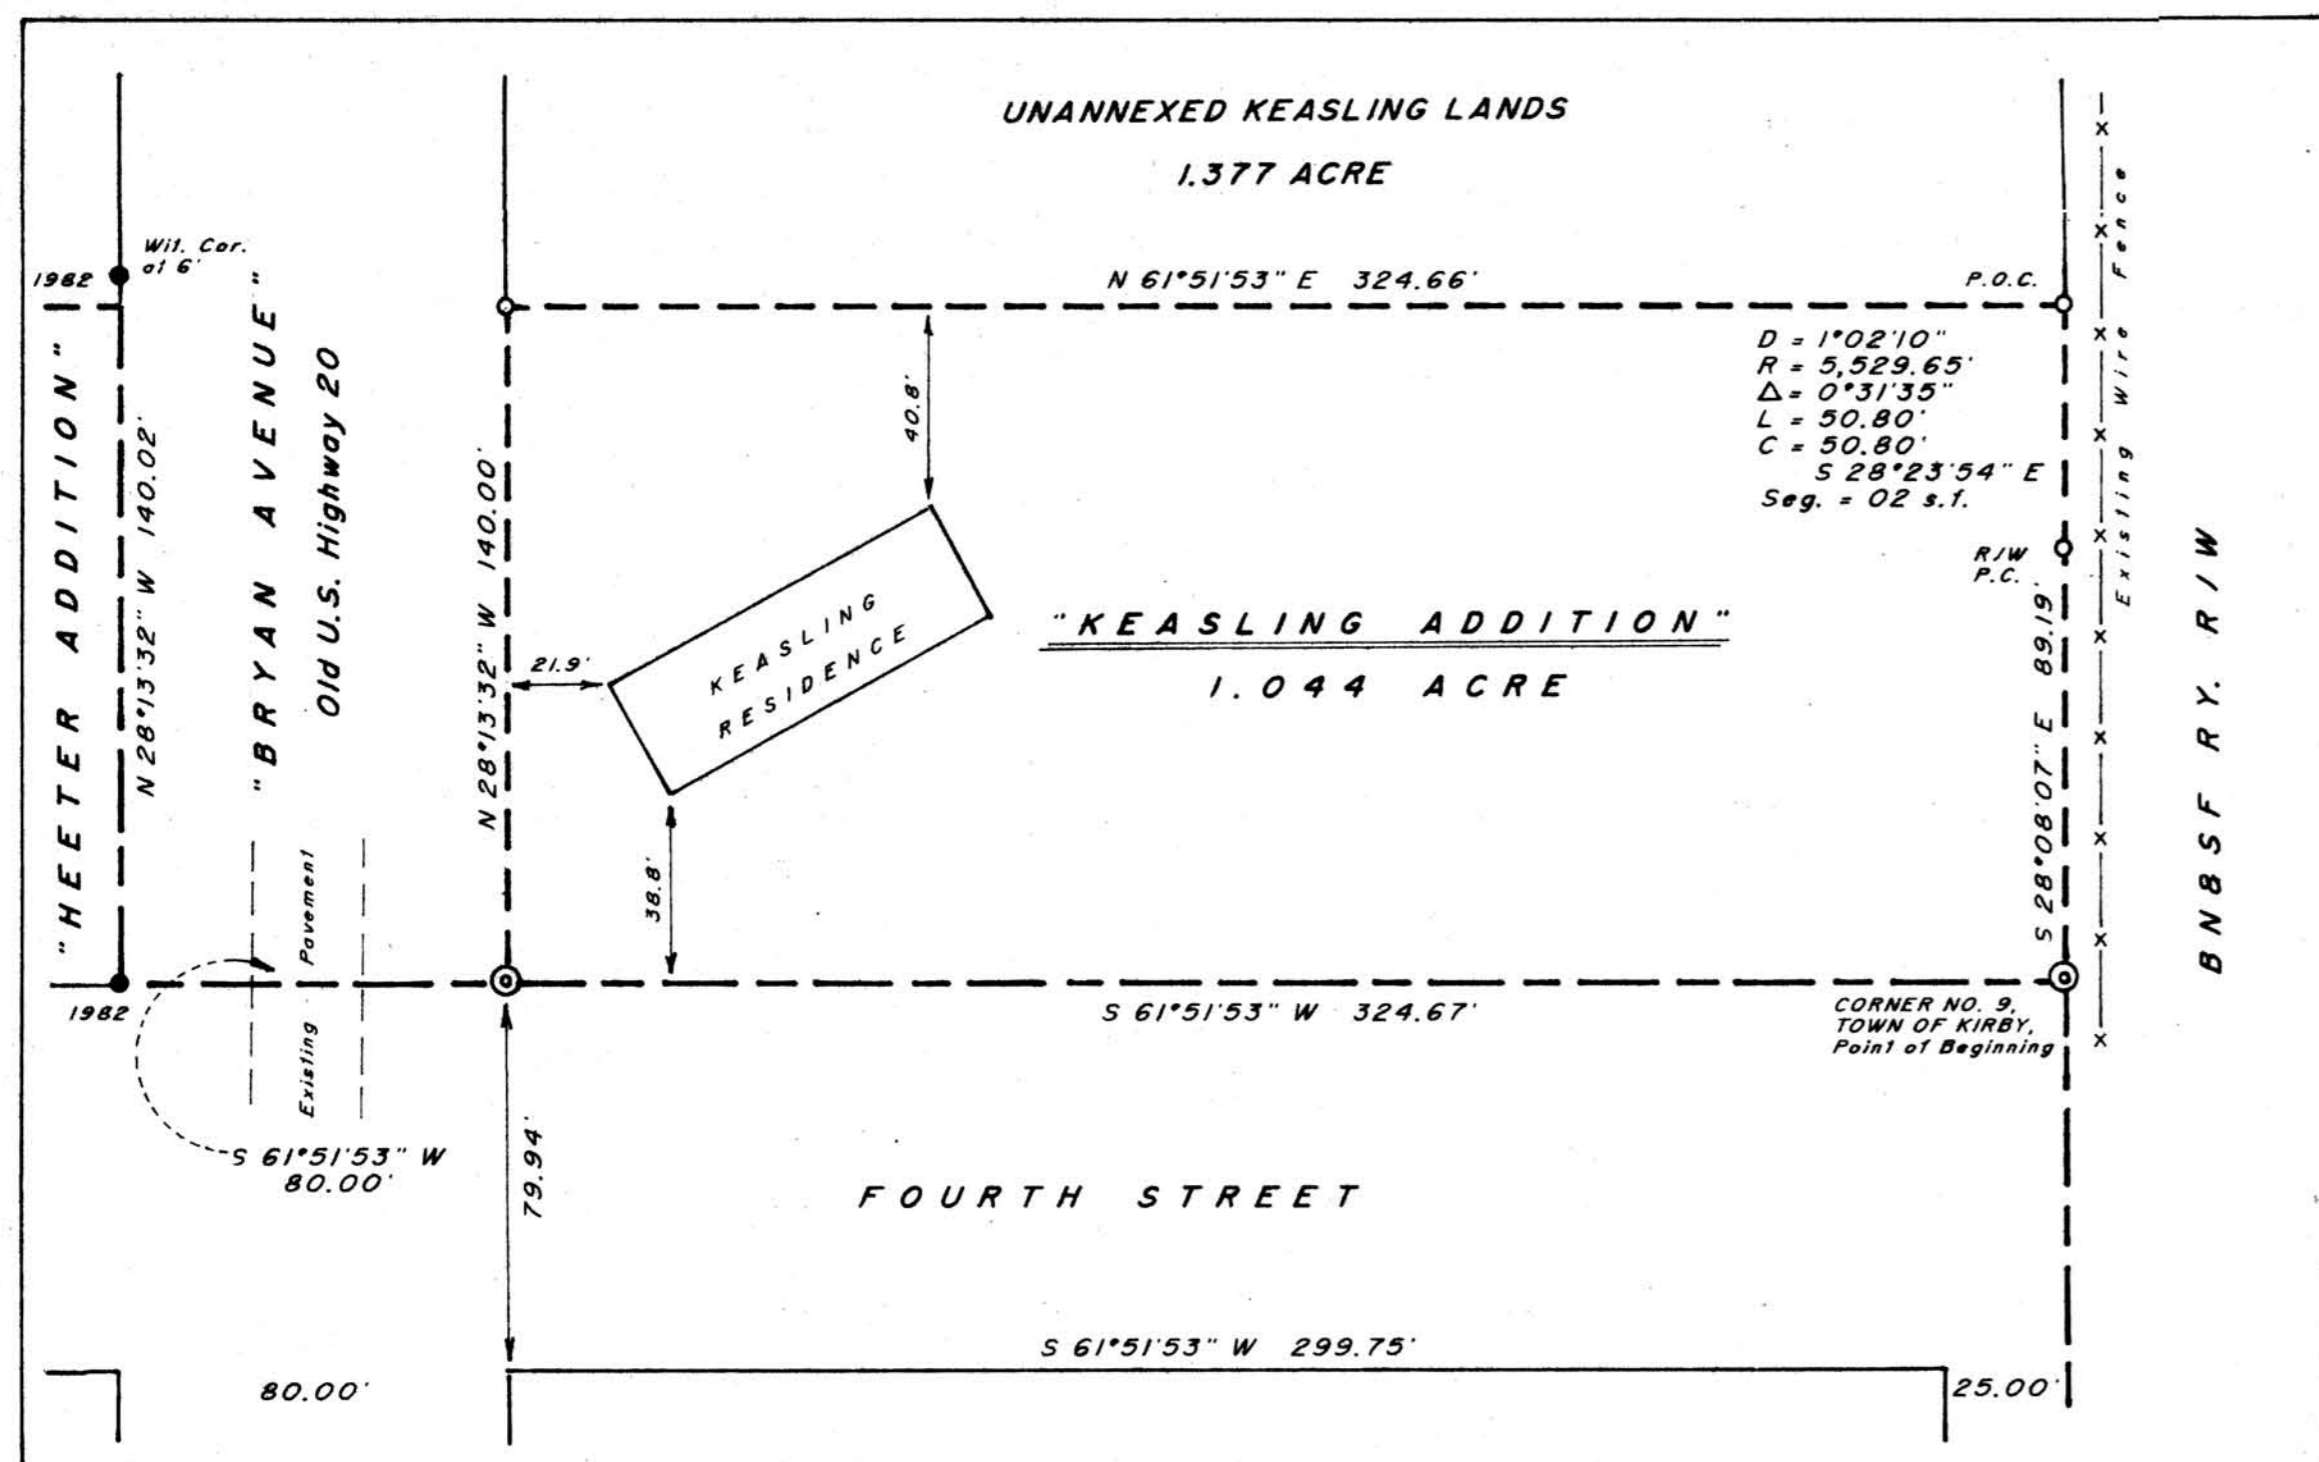 UNANNEXED KEASLING LANDS
1.377 ACRE
Wit. Cor.
at 6'
1982
N 61°51'53" E 324.66'
P.O.C.
D = 1°02'10"
R = 5,529.65'
Δ = 0°31'35"
L = 50.80'
C = 50.80'
S 28°23'54" E
Seg. = 02 s.f.
R/W
P.C.
Existing Wire Fence
"HEETER ADDITION"
N 28°13'32" W 140.02'
"BRYAN AVENUE"
Old U.S. Highway 20
N 28°13'32" W 140.00'
40.8'
21.9'
KEASLING
RESIDENCE
38.8'
"KEASLING ADDITION"
1.044 ACRE
S 28°08'07" E 89.19'
BN&SF RY. R/W
Existing Pavement
1982
S 61°51'53" W 324.67'
CORNER NO. 9,
TOWN OF KIRBY,
Point of Beginning
S 61°51'53" W
80.00'
79.94'
FOURTH STREET
S 61°51'53" W 299.75'
80.00'
25.00'